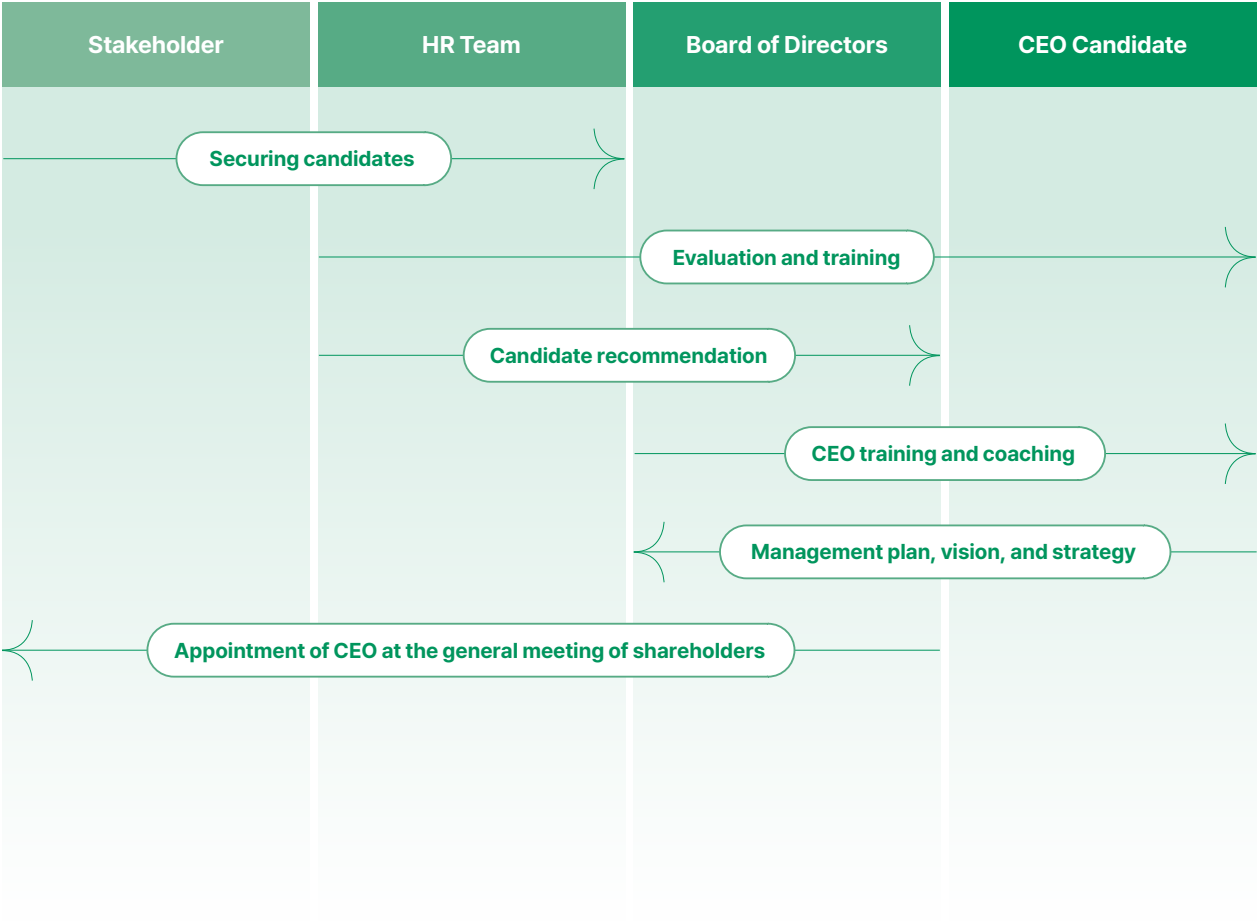 Stakeholder
HR Team
Board of Directors
CEO Candidate
Securing candidates
Evaluation and training
Candidate recommendation
CEO training and coaching
Management plan, vision, and strategy
Appointment of CEO at the general meeting of shareholders